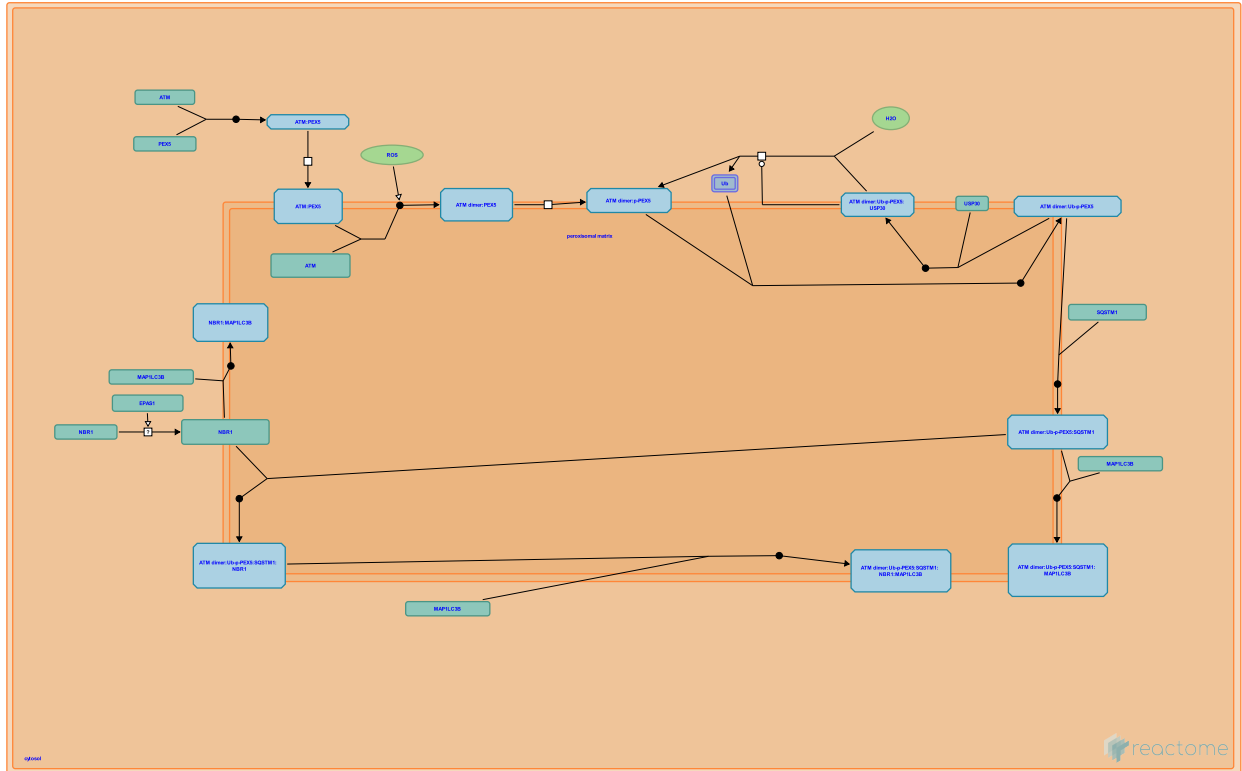 ATM
PEX5
ATM:PEX5
ROS
H2O
Ub
ATM:PEX5
ATM dimer:PEX5
ATM dimer:p-PEX5
ATM dimer:Ub-p-PEX5:
USP30
USP30
ATM dimer:Ub-p-PEX5
peroxisomal matrix
ATM
NBR1:MAP1LC3B
SQSTM1
MAP1LC3B
EPAS1
NBR1
?
NBR1
ATM dimer:Ub-p-PEX5:SQSTM1
MAP1LC3B
ATM dimer:Ub-p-PEX5:SQSTM1:
NBR1
ATM dimer:Ub-p-PEX5:SQSTM1:
NBR1:MAP1LC3B
ATM dimer:Ub-p-PEX5:SQSTM1:
MAP1LC3B
MAP1LC3B
cytosol
reactome